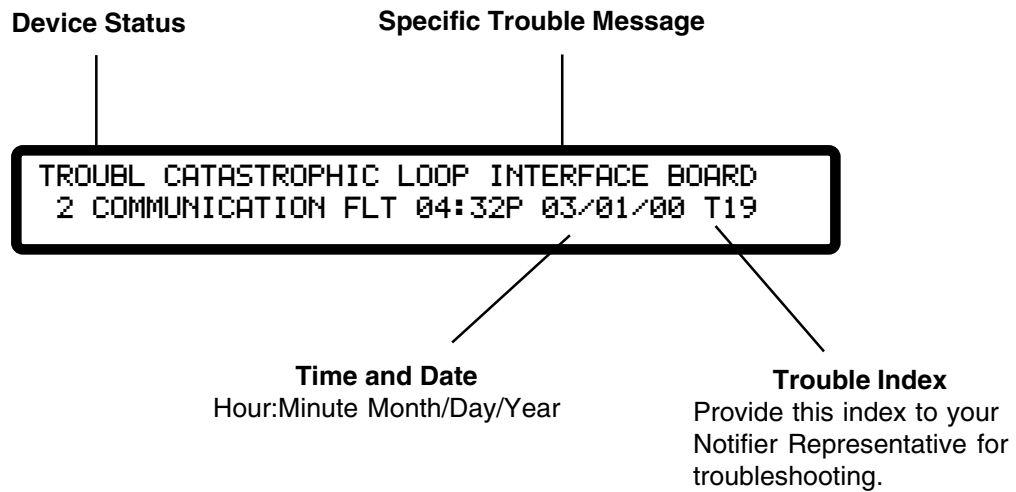 Device Status
Specific Trouble Message
TROUBL CATASTROPHIC LOOP INTERFACE BOARD
2 COMMUNICATION FLT 04:32P 03/01/00 T19
Time and Date
Hour:Minute Month/Day/Year
Trouble Index
Provide this index to your
Notifier Representative for
troubleshooting.